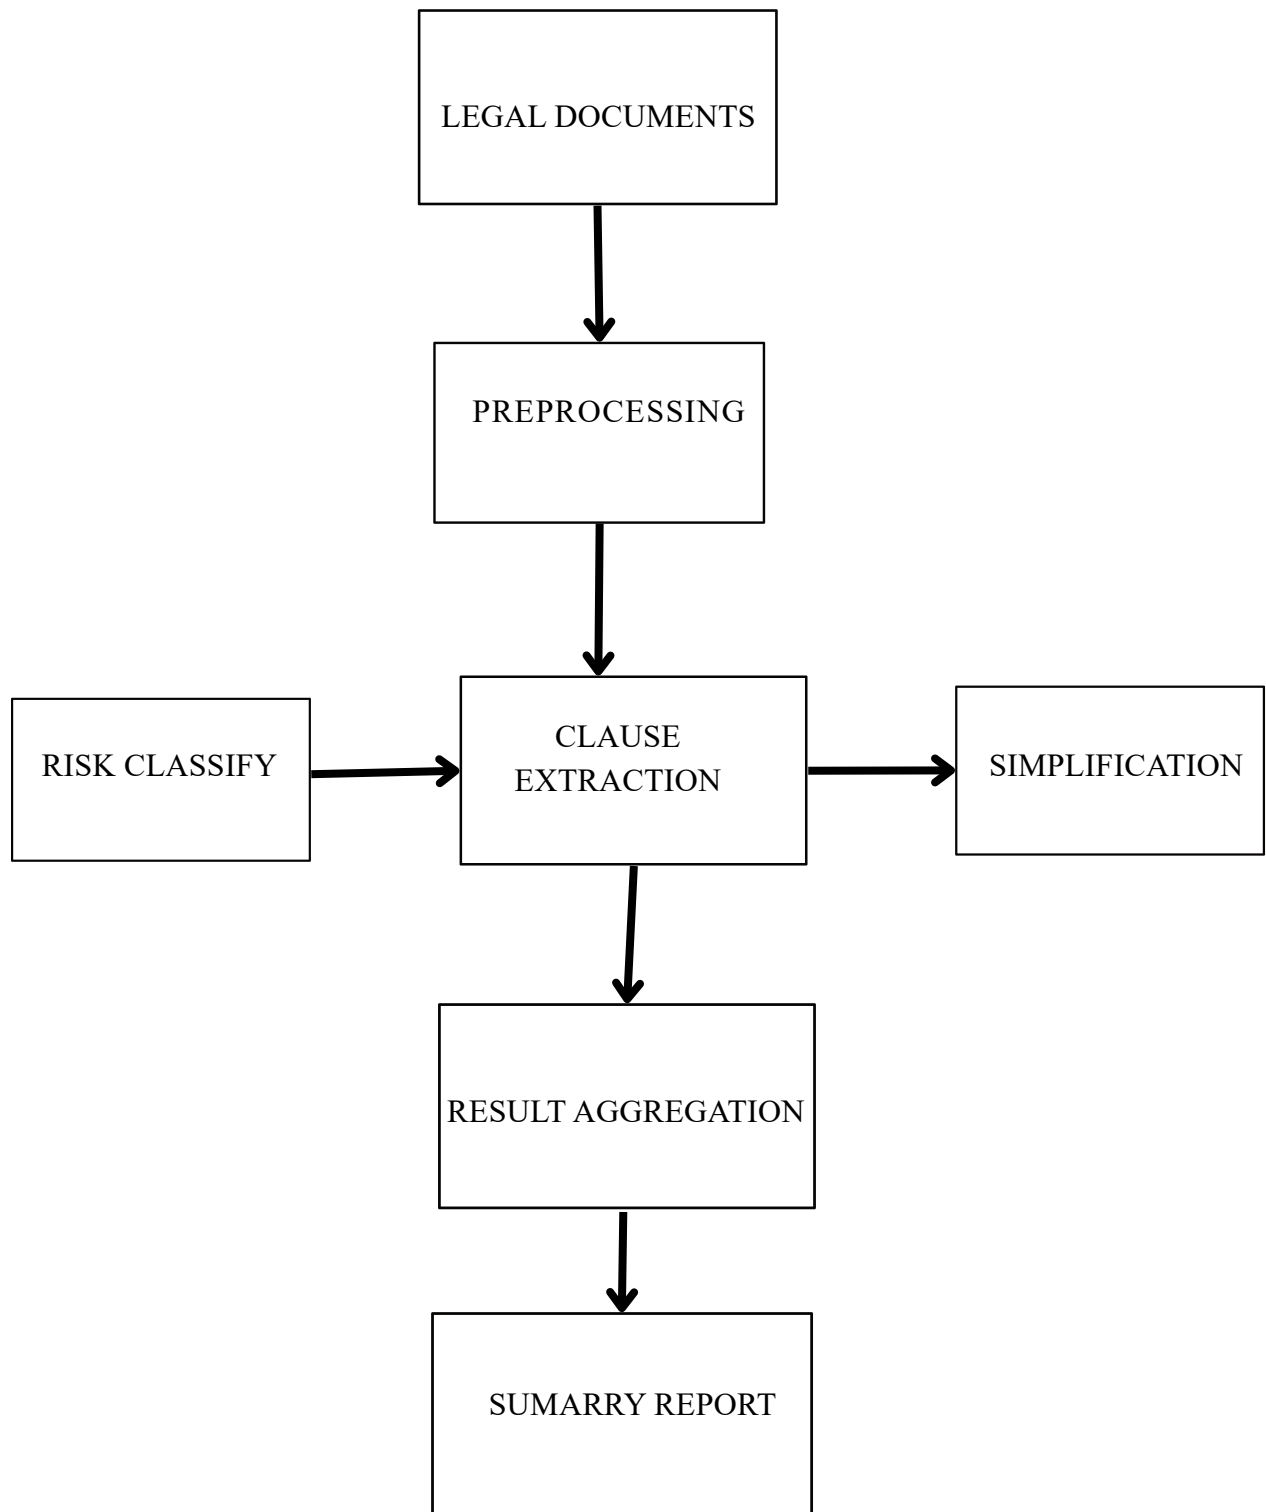 LEGAL DOCUMENTS
PREPROCESSING
RISK CLASSIFY
CLAUSE
EXTRACTION
SIMPLIFICATION
RESULT AGGREGATION
SUMARRY REPORT